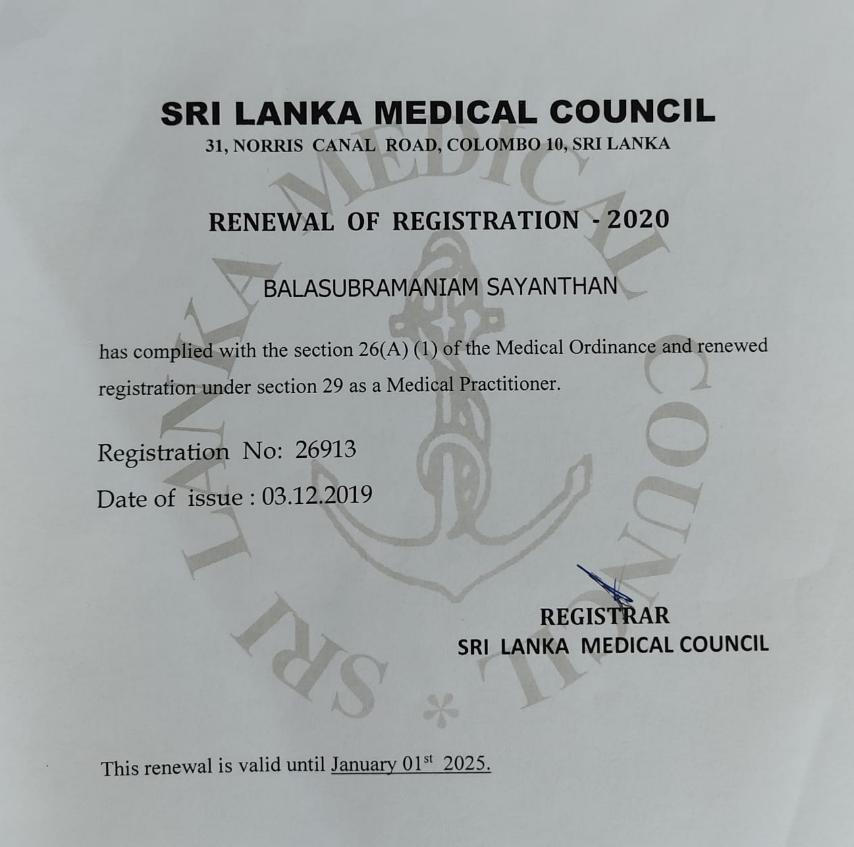 SRI LANKA MEDICAL COUNCIL
31, NORRIS CANAL ROAD, COLOMBO 10, SRI LANKA
RENEWAL OF REGISTRATION - 2020
BALASUBRAMANIAM SAYANTHAN
has complied with the section 26(A) (1) of the Medical Ordinance and renewed
registration under section 29 as a Medical Practitioner.
Registration No: 26913
Date of issue : 03.12.2019
REGISTRAR
SRI LANKA MEDICAL COUNCIL
This renewal is valid until January 01st 2025.
SRI LANKA MEDICAL COUNCIL *